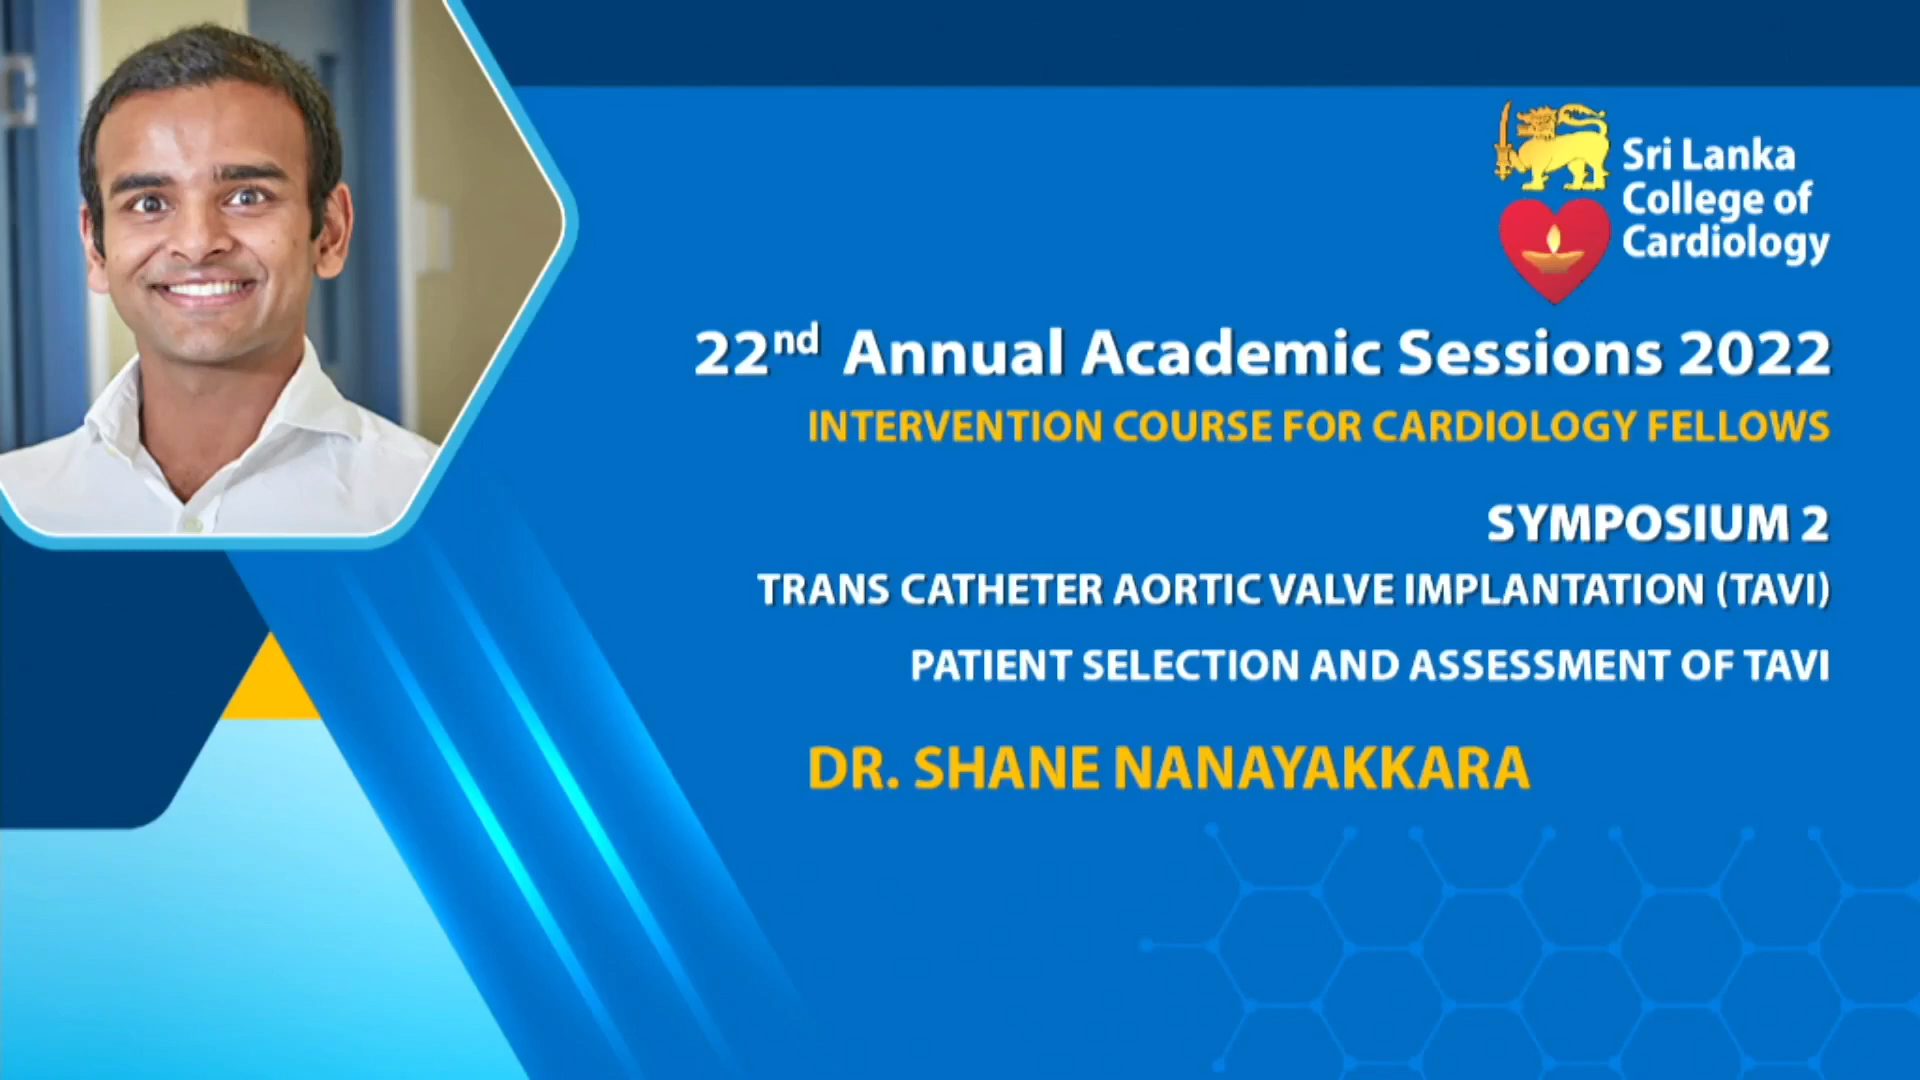 Sri Lanka
College of
Cardiology
22nd Annual Academic Sessions 2022
INTERVENTION COURSE FOR CARDIOLOGY FELLOWS
SYMPOSIUM 2
TRANS CATHETER AORTIC VALVE IMPLANTATION (TAVI)
PATIENT SELECTION AND ASSESSMENT OF TAVI
DR. SHANE NANAYAKKARA